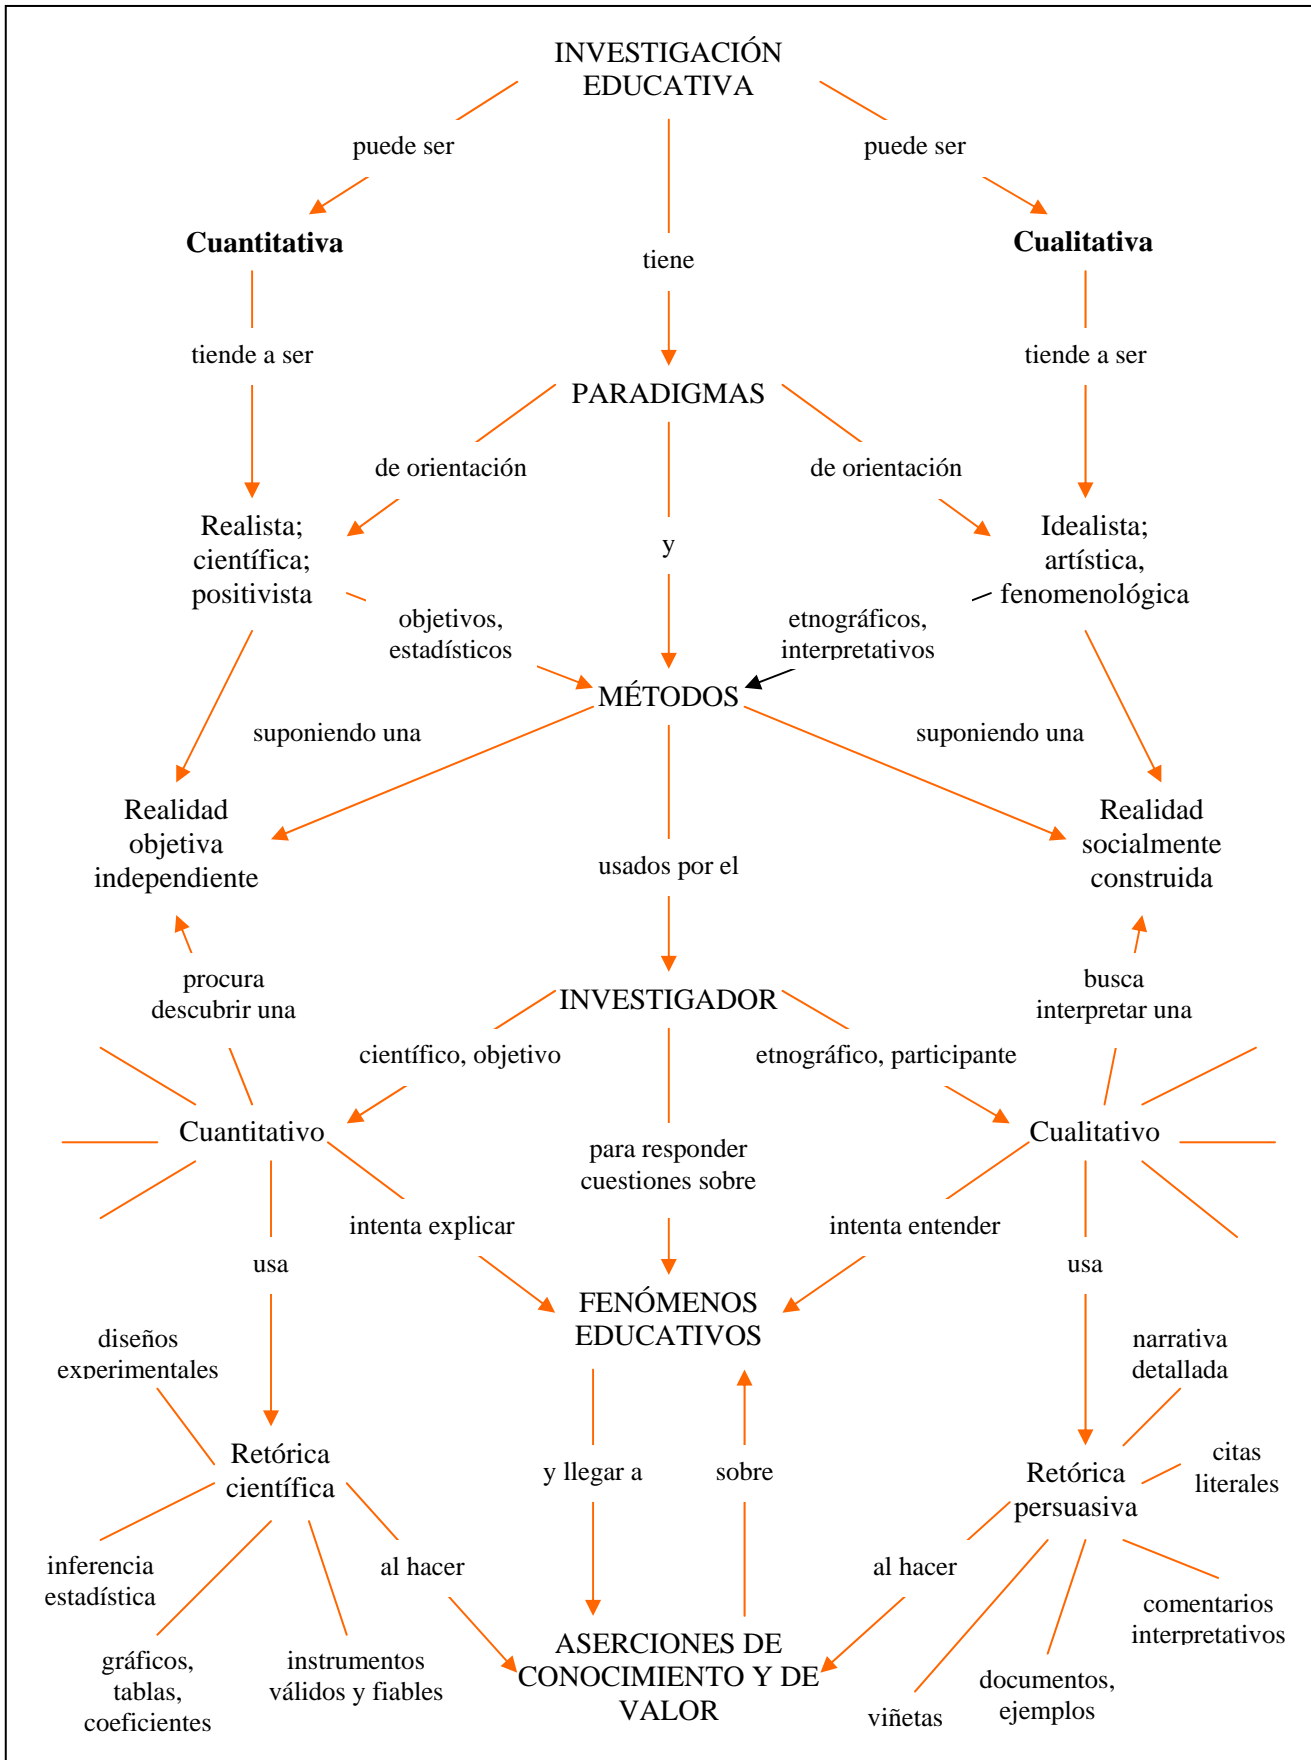 INVESTIGACIÓN
EDUCATIVA
puede ser
puede ser
Cuantitativa
Cualitativa
tiene
tiende a ser
tiende a ser
PARADIGMAS
de orientación
de orientación
Realista;
científica;
positivista
y
Idealista;
artística,
fenomenológica
objetivos,
estadísticos
etnográficos,
interpretativos
MÉTODOS
suponiendo una
suponiendo una
Realidad
objetiva
independiente
Realidad
socialmente
construida
usados por el
procura
descubrir una
INVESTIGADOR
busca
interpretar una
científico, objetivo
etnográfico, participante
Cuantitativo
Cualitativo
para responder
cuestiones sobre
intenta explicar
intenta entender
usa
usa
FENÓMENOS
EDUCATIVOS
diseños
experimentales
narrativa
detallada
Retórica
científica
y llegar a
sobre
Retórica
persuasiva
citas
literales
inferencia
estadística
al hacer
al hacer
comentarios
interpretativos
gráficos,
tablas,
coeficientes
instrumentos
válidos y fiables
ASERCIONES DE
CONOCIMIENTO Y DE
VALOR
viñetas
documentos,
ejemplos